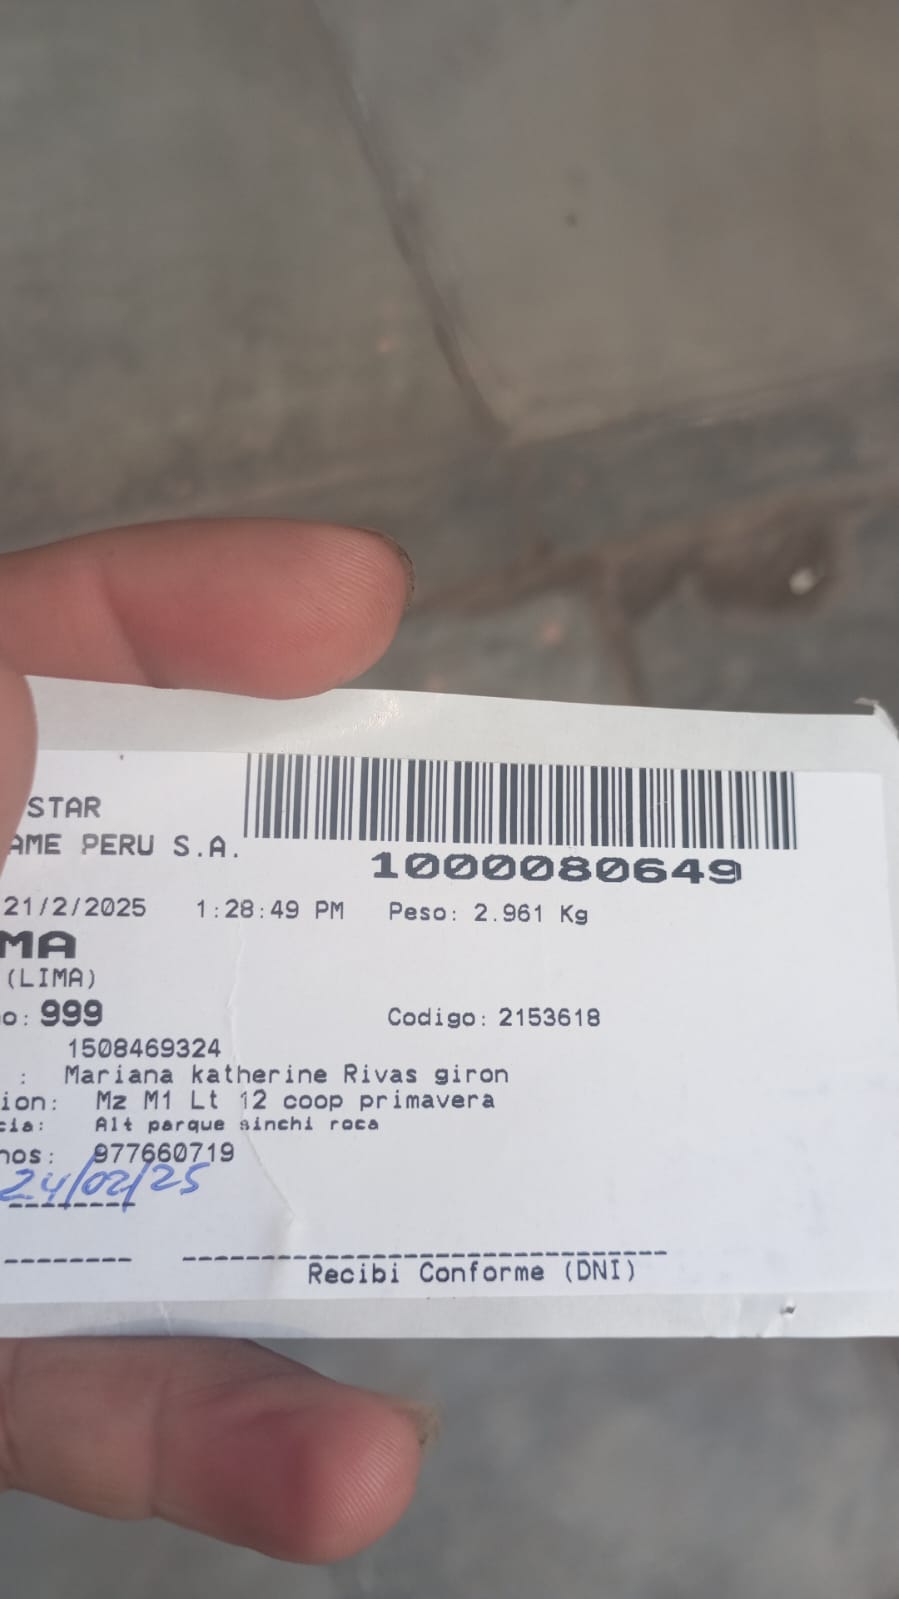 STAR
AME PERU S.A.
1000080649
21/2/2025 1:28:49 PM Peso: 2.961 Kg
MA
(LIMA)
o: 999 Codigo: 2153618
1508469324
: Mariana katherine Rivas giron
ion: Mz M1 Lt 12 coop primavera
cia: Alt parque sinchi roca
nos: 977660719
24/02/25
Recibi Conforme (DNI)